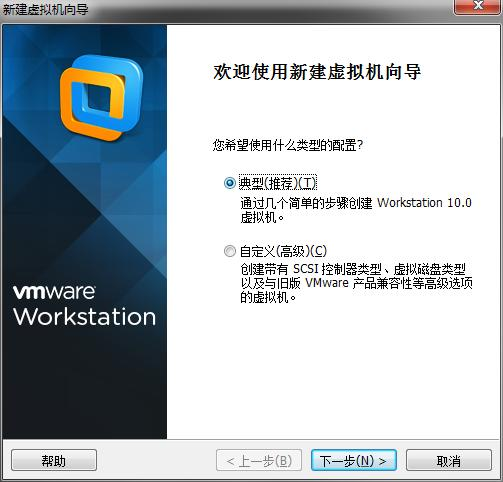 新建虚拟机向导
欢迎使用新建虚拟机向导
您希望使用什么类型的配置?
典型(推荐)(T)
通过几个简单的步骤创建 Workstation 10.0
虚拟机。
自定义(高级)(C)
创建带有 SCSI 控制器类型、虚拟磁盘类型
以及与旧版 VMware 产品兼容性等高级选项
的虚拟机。
vmware
Workstation
帮助
< 上一步(B)
下一步(N) >
取消